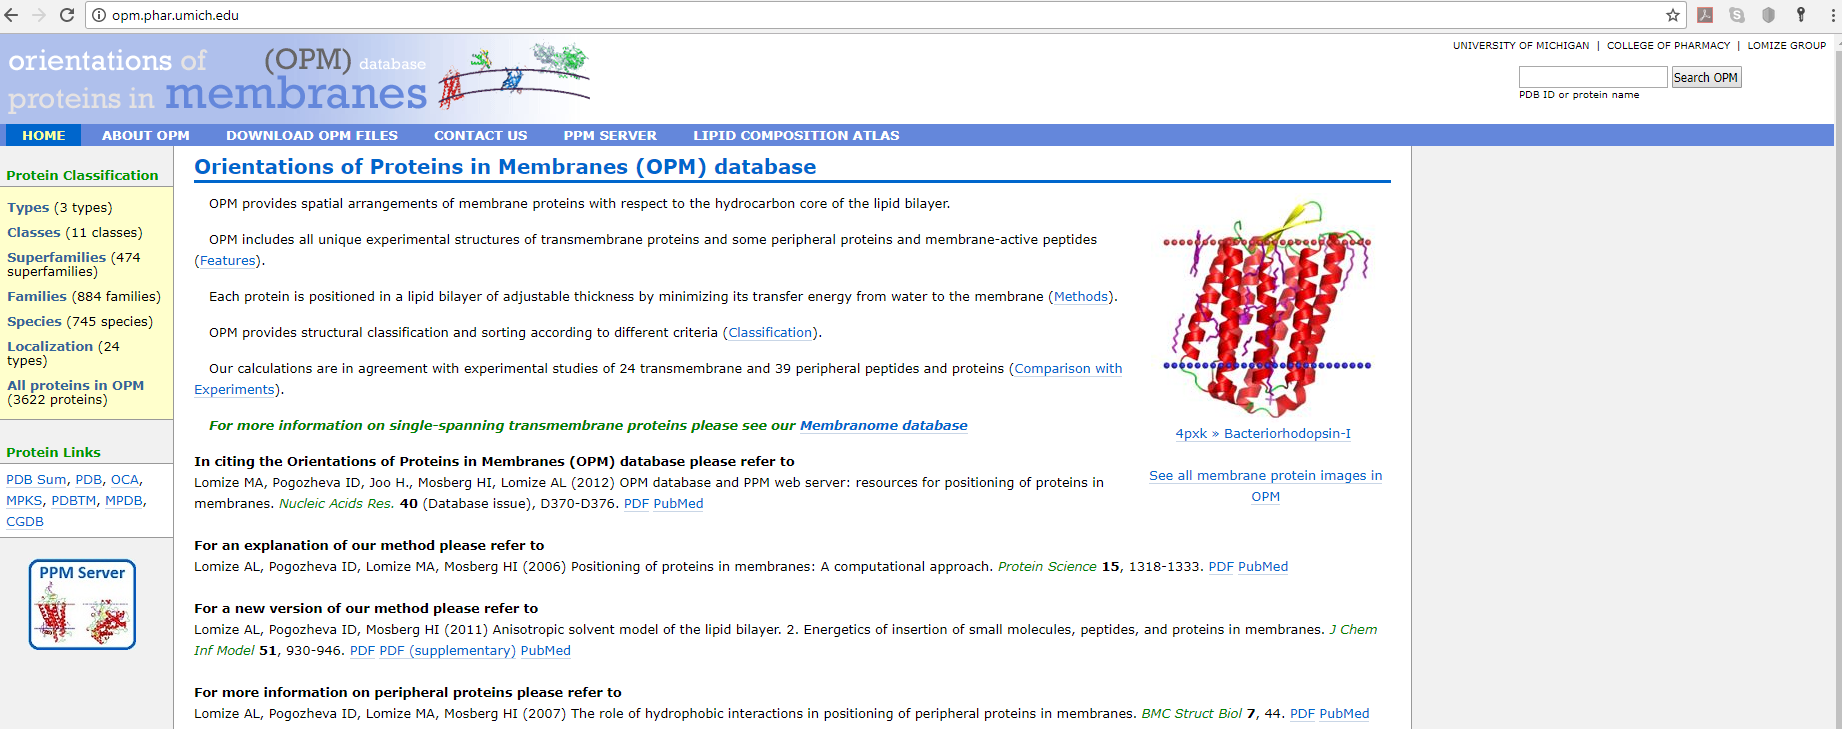 opm.phar.umich.edu
orientations of (OPM) database
proteins in membranes
UNIVERSITY OF MICHIGAN | COLLEGE OF PHARMACY | LOMIZE GROUP
Search OPM
PDB ID or protein name
HOME ABOUT OPM DOWNLOAD OPM FILES CONTACT US PPM SERVER LIPID COMPOSITION ATLAS
Protein Classification
Types (3 types)
Classes (11 classes)
Superfamilies (474
superfamilies)
Families (884 families)
Species (745 species)
Localization (24
types)
All proteins in OPM
(3622 proteins)
Protein Links
PDB Sum, PDB, OCA,
MPKS, PDBTM, MPDB,
CGDB
PPM Server
Orientations of Proteins in Membranes (OPM) database
OPM provides spatial arrangements of membrane proteins with respect to the hydrocarbon core of the lipid bilayer.
OPM includes all unique experimental structures of transmembrane proteins and some peripheral proteins and membrane-active peptides
(Features).
Each protein is positioned in a lipid bilayer of adjustable thickness by minimizing its transfer energy from water to the membrane (Methods).
OPM provides structural classification and sorting according to different criteria (Classification).
Our calculations are in agreement with experimental studies of 24 transmembrane and 39 peripheral peptides and proteins (Comparison with
Experiments).
For more information on single-spanning transmembrane proteins please see our Membranome database
4pxk » Bacteriorhodopsin-I
See all membrane protein images in
OPM
In citing the Orientations of Proteins in Membranes (OPM) database please refer to
Lomize MA, Pogozheva ID, Joo H., Mosberg HI, Lomize AL (2012) OPM database and PPM web server: resources for positioning of proteins in
membranes. Nucleic Acids Res. 40 (Database issue), D370-D376. PDF PubMed
For an explanation of our method please refer to
Lomize AL, Pogozheva ID, Lomize MA, Mosberg HI (2006) Positioning of proteins in membranes: A computational approach. Protein Science 15, 1318-1333. PDF PubMed
For a new version of our method please refer to
Lomize AL, Pogozheva ID, Mosberg HI (2011) Anisotropic solvent model of the lipid bilayer. 2. Energetics of insertion of small molecules, peptides, and proteins in membranes. J Chem
Inf Model 51, 930-946. PDF PDF (supplementary) PubMed
For more information on peripheral proteins please refer to
Lomize AL, Pogozheva ID, Lomize MA, Mosberg HI (2007) The role of hydrophobic interactions in positioning of peripheral proteins in membranes. BMC Struct Biol 7, 44. PDF PubMed